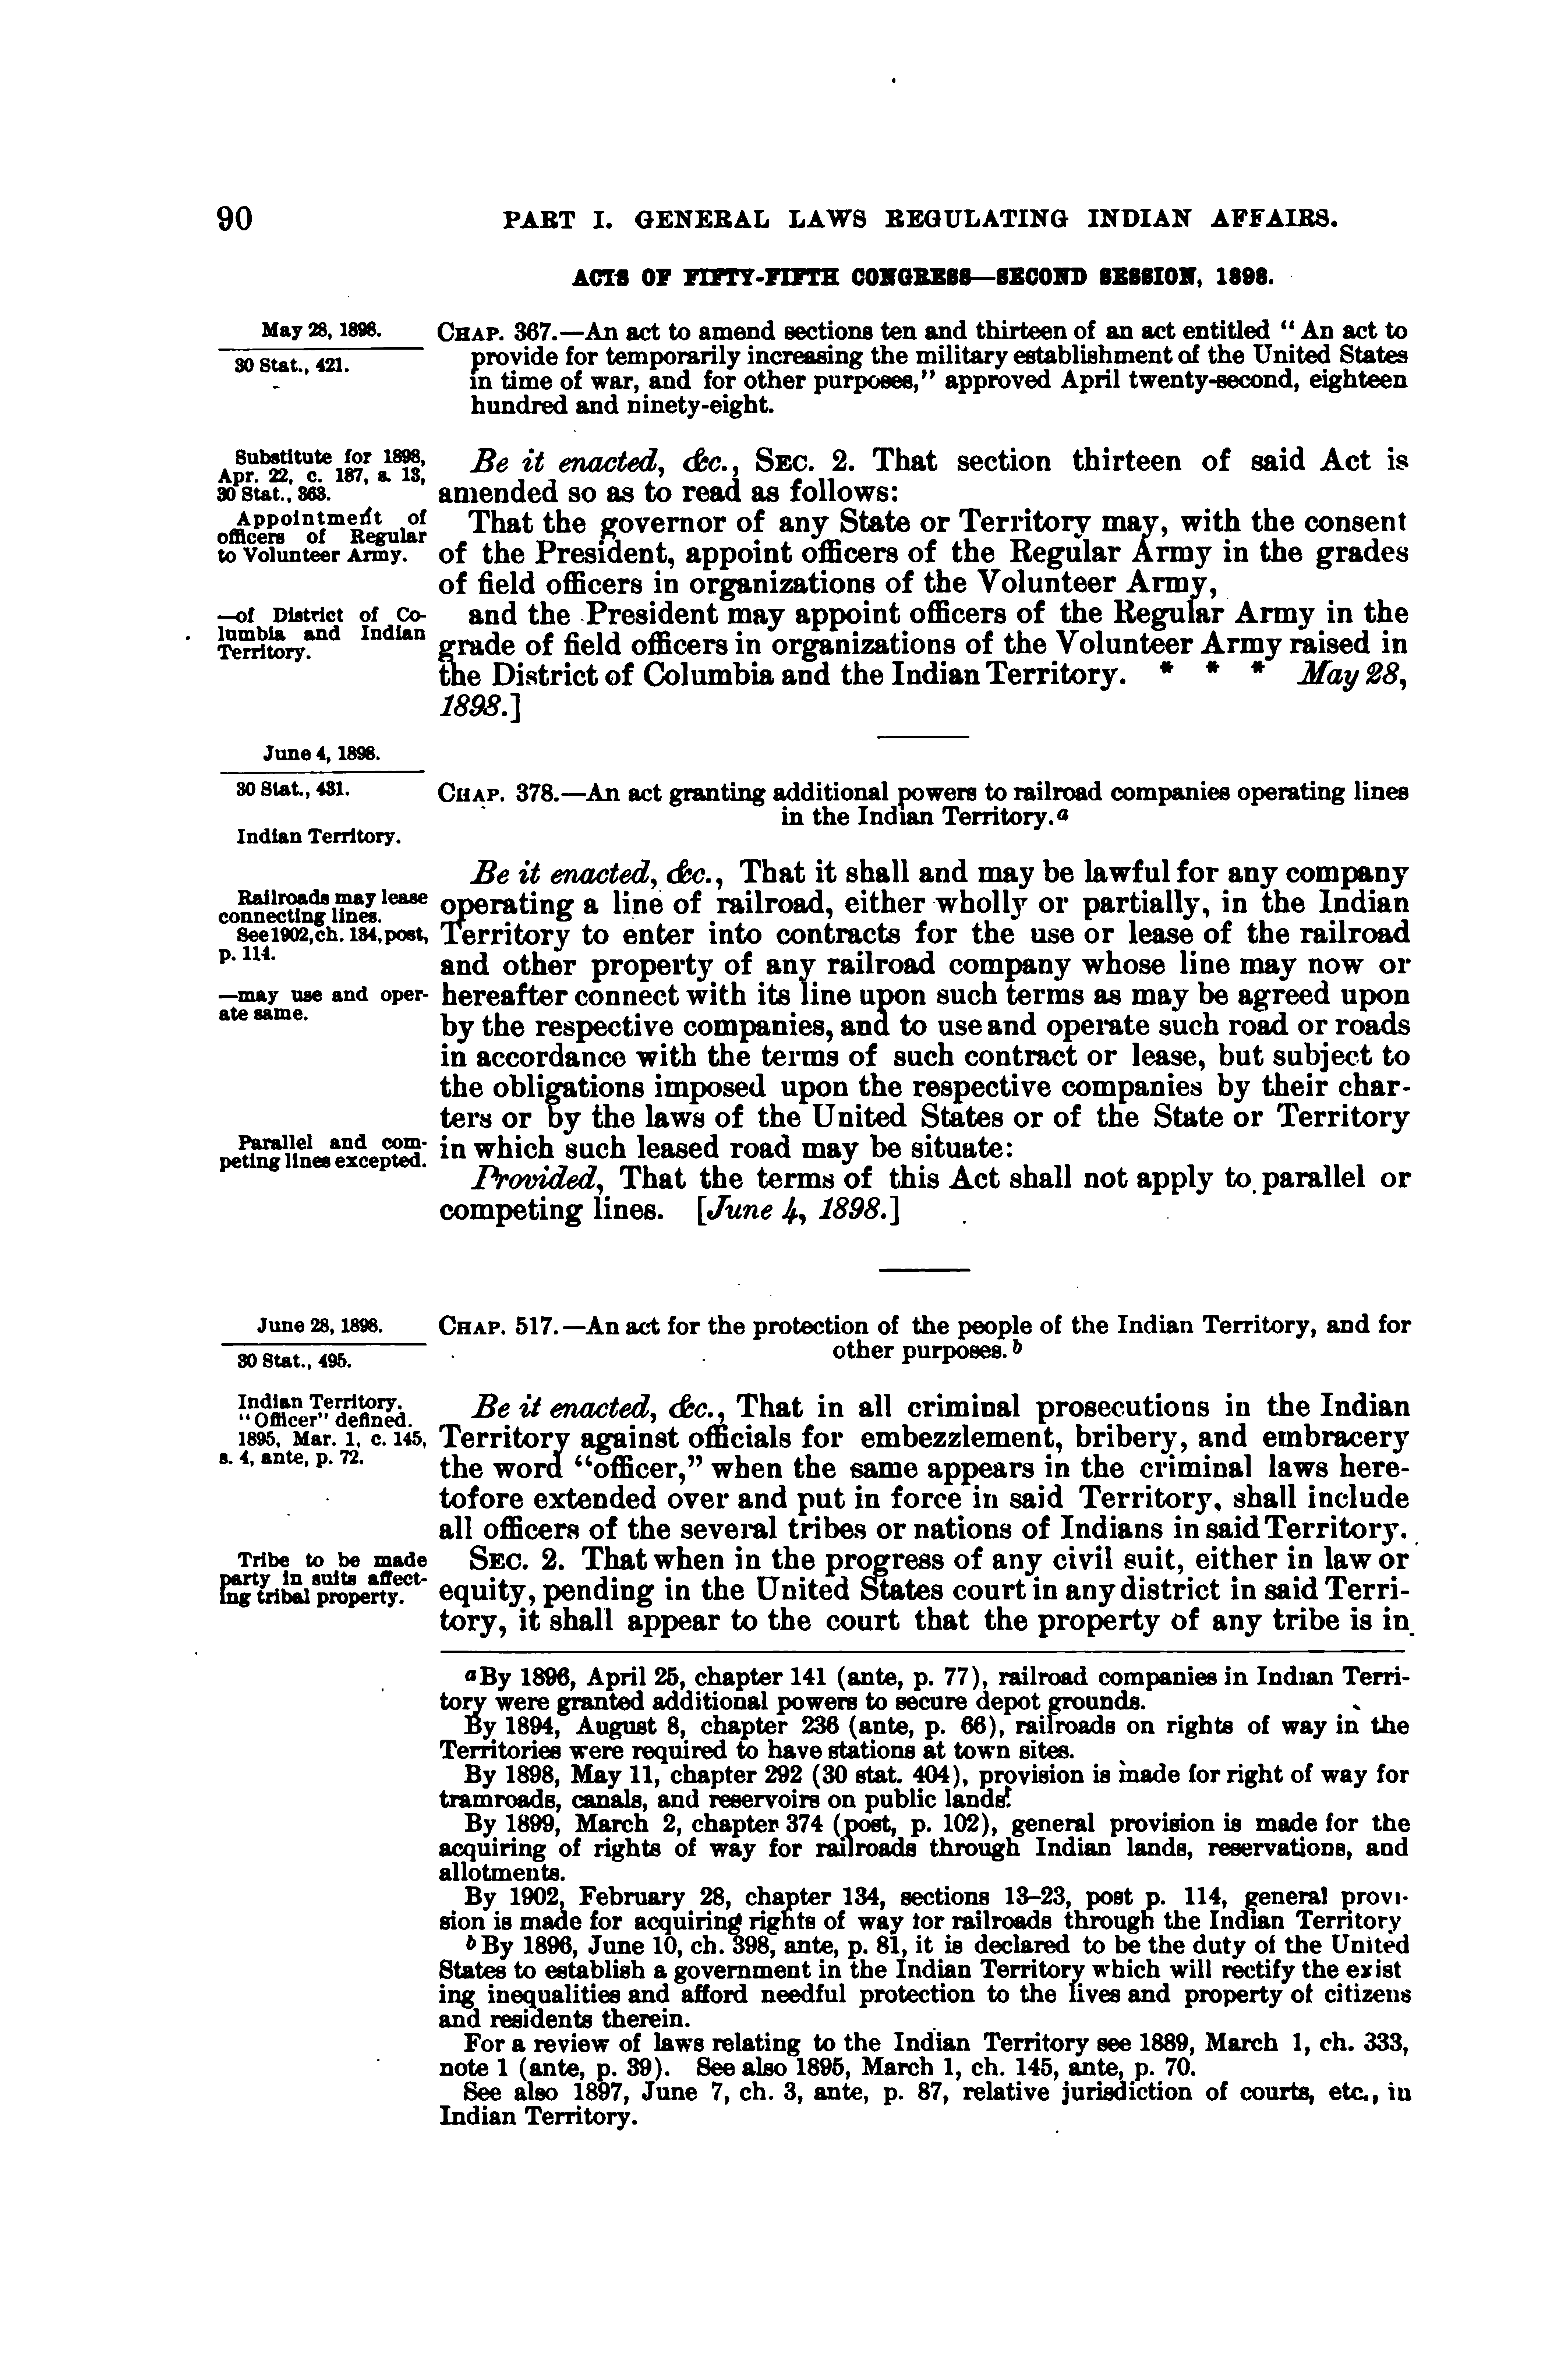 90
PART I. GENERAL LAWS REGULATING INDIAN AFFAIRS.
ACTS OF FIFTY-FIFTH CONGRESS—SECOND SESSION, 1898.
May 28, 1898.
30 Stat., 421.
CHAP. 367.—An act to amend sections ten and thirteen of an act entitled “An act to
provide for temporarily increasing the military establishment of the United States
in time of war, and for other purposes,” approved April twenty-second, eighteen
hundred and ninety-eight.
Substitute for 1898,
Apr. 22, c. 187, s. 13,
30 Stat., 363.
Appointment of
officers of Regular
to Volunteer Army.
—of District of Co-
lumbia and Indian
Territory.
Be it enacted, &c., SEC. 2. That section thirteen of said Act is
amended so as to read as follows:
That the governor of any State or Territory may, with the consent
of the President, appoint officers of the Regular Army in the grades
of field officers in organizations of the Volunteer Army,
and the President may appoint officers of the Regular Army in the
grade of field officers in organizations of the Volunteer Army raised in
the District of Columbia and the Indian Territory. * * * May 28,
1898.]
June 4, 1898.
30 Stat., 431.
Indian Territory.
CHAP. 378.—An act granting additional powers to railroad companies operating lines
in the Indian Territory.a
Railroads may lease
connecting lines.
See 1902, ch. 134, post,
p. 114.
—may use and oper-
ate same.
Parallel and com-
peting lines excepted.
Be it enacted, &c., That it shall and may be lawful for any company
operating a line of railroad, either wholly or partially, in the Indian
Territory to enter into contracts for the use or lease of the railroad
and other property of any railroad company whose line may now or
hereafter connect with its line upon such terms as may be agreed upon
by the respective companies, and to use and operate such road or roads
in accordance with the terms of such contract or lease, but subject to
the obligations imposed upon the respective companies by their char-
ters or by the laws of the United States or of the State or Territory
in which such leased road may be situate:
Provided, That the terms of this Act shall not apply to parallel or
competing lines. [June 4, 1898.]
June 28, 1898.
30 Stat., 495.
CHAP. 517.—An act for the protection of the people of the Indian Territory, and for
other purposes.b
Indian Territory.
“Officer” defined.
1895, Mar. 1, c. 145,
s. 4, ante, p. 72.
Tribe to be made
party in suits affect-
ing tribal property.
Be it enacted, &c., That in all criminal prosecutions in the Indian
Territory against officials for embezzlement, bribery, and embracery
the word “officer,” when the same appears in the criminal laws here-
tofore extended over and put in force in said Territory, shall include
all officers of the several tribes or nations of Indians in said Territory.
SEC. 2. That when in the progress of any civil suit, either in law or
equity, pending in the United States court in any district in said Terri-
tory, it shall appear to the court that the property of any tribe is in
a By 1896, April 25, chapter 141 (ante, p. 77), railroad companies in Indian Terri-
tory were granted additional powers to secure depot grounds.
By 1894, August 8, chapter 236 (ante, p. 66), railroads on rights of way in the
Territories were required to have stations at town sites.
By 1898, May 11, chapter 292 (30 stat. 404), provision is made for right of way for
tramroads, canals, and reservoirs on public lands.
By 1899, March 2, chapter 374 (post, p. 102), general provision is made for the
acquiring of rights of way for railroads through Indian lands, reservations, and
allotments.
By 1902, February 28, chapter 134, sections 13–23, post p. 114, general provi-
sion is made for acquiring rights of way for railroads through the Indian Territory
b By 1896, June 10, ch. 398, ante, p. 81, it is declared to be the duty of the United
States to establish a government in the Indian Territory which will rectify the exist
ing inequalities and afford needful protection to the lives and property of citizens
and residents therein.
For a review of laws relating to the Indian Territory see 1889, March 1, ch. 333,
note 1 (ante, p. 39). See also 1895, March 1, ch. 145, ante, p. 70.
See also 1897, June 7, ch. 3, ante, p. 87, relative jurisdiction of courts, etc., in
Indian Territory.